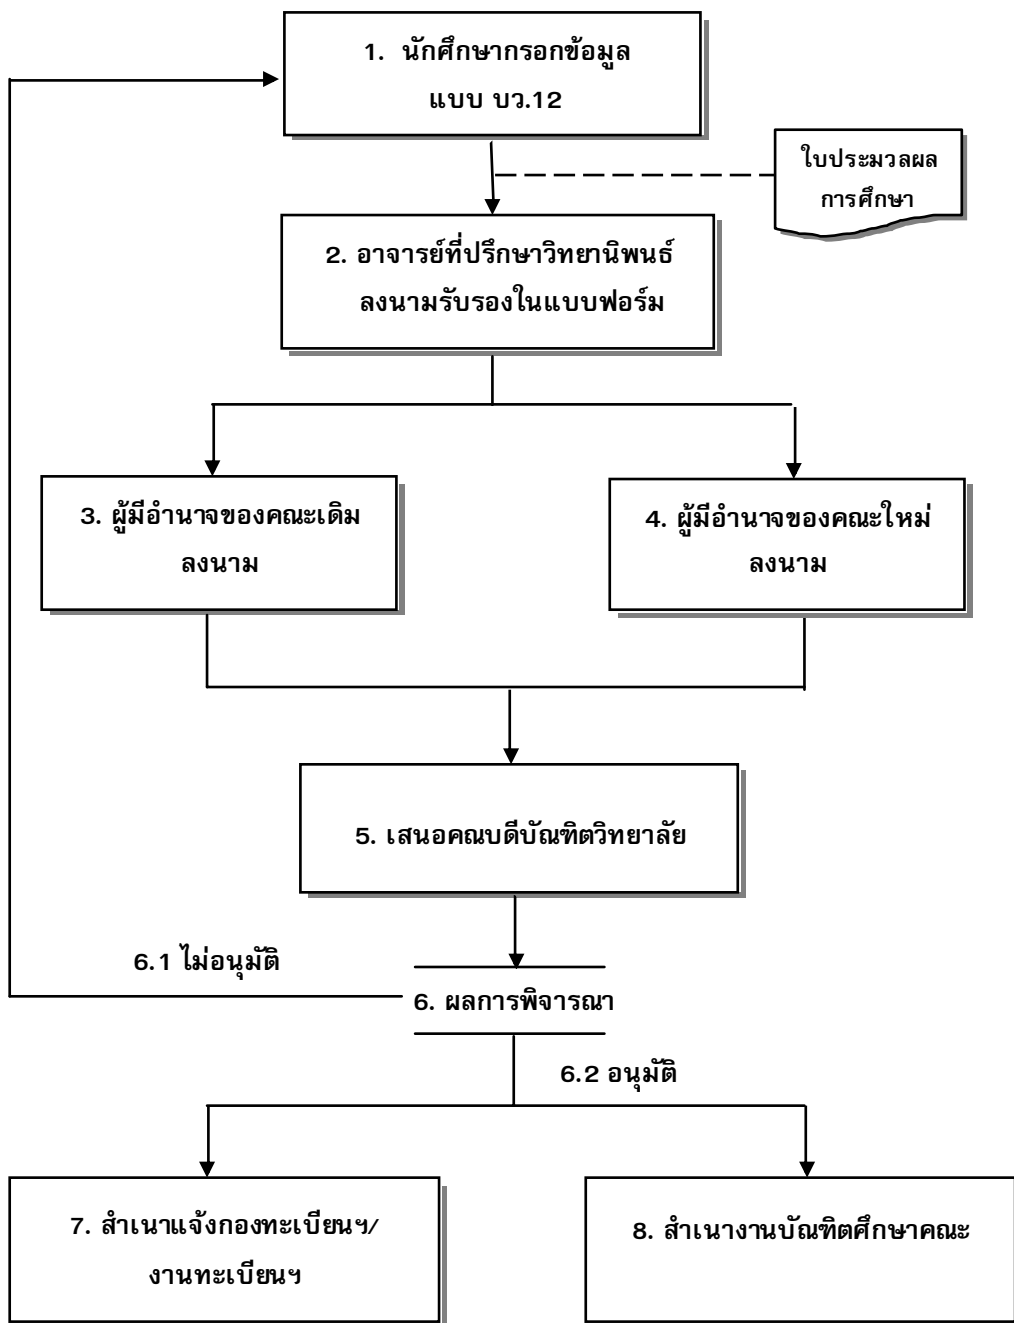 1. นักศึกษากรอกข้อมูล
แบบ บว.12
ใบประมวลผล
การศึกษา
2. อาจารย์ที่ปรึกษาวิทยานิพนธ์
ลงนามรับรองในแบบฟอร์ม
3. ผู้มีอำนาจของคณะเดิม
ลงนาม
4. ผู้มีอำนาจของคณะใหม่
ลงนาม
5. เสนอคณบดีบัณฑิตวิทยาลัย
6.1 ไม่อนุมัติ
6. ผลการพิจารณา
6.2 อนุมัติ
7. สำเนาแจ้งกองทะเบียนฯ/
งานทะเบียนฯ
8. สำเนางานบัณฑิตศึกษาคณะ